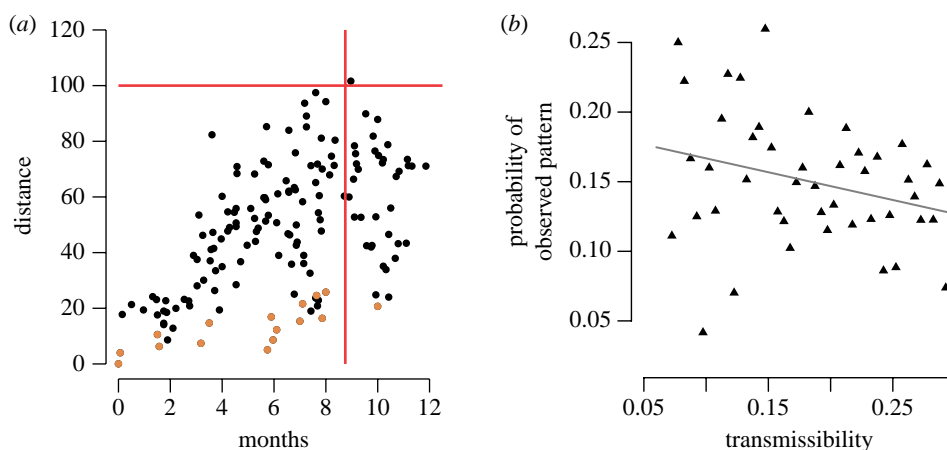 (a)
120
100
80
60
40
20
0
distance
0 2 4 6 8 10 12
months
(b)
0.25
0.20
0.15
0.10
0.05
probability of
observed pattern
0.05 0.15 0.25
transmissibility